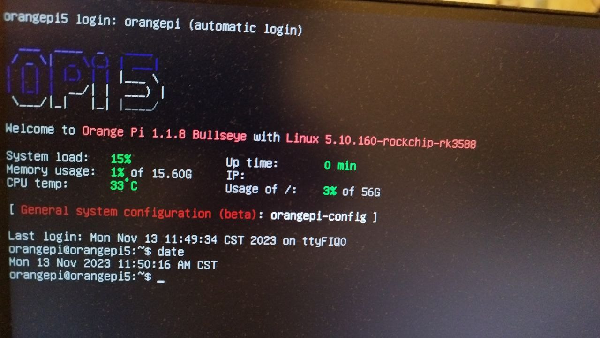 orangepi5 login: orangepi (automatic login)
OPi 5
Welcome to Orange Pi 1.1.8 Bullseye with Linux 5.10.160-rockchip-rk3588
System load: 15% Up time: 0 min
Memory usage: 1% of 15.60G IP:
CPU temp: 33°C Usage of /: 3% of 56G
[ General system configuration (beta): orangepi-config ]
Last login: Mon Nov 13 11:49:34 CST 2023 on ttyFIQ0
orangepi@orangepi5:~$ date
Mon 13 Nov 2023 11:50:16 AM CST
orangepi@orangepi5:~$ _